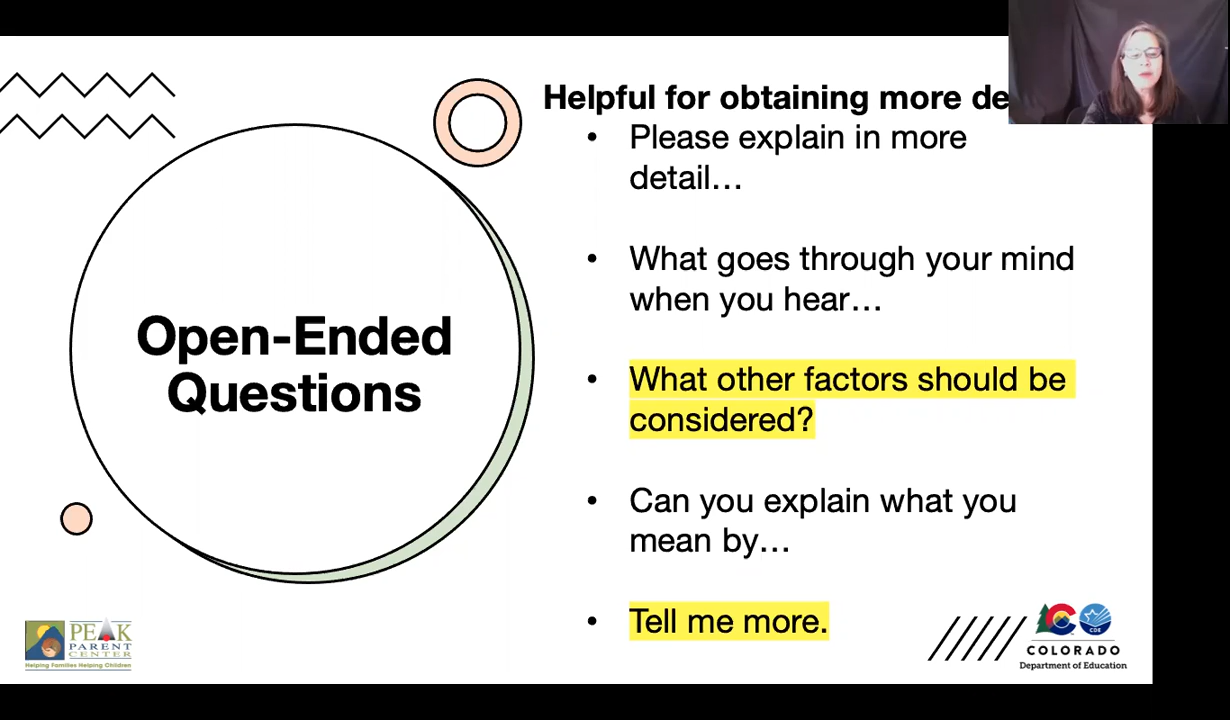 Helpful for obtaining more de
• Please explain in more
detail…
• What goes through your mind
when you hear…
• What other factors should be
considered?
• Can you explain what you
mean by…
• Tell me more.
Open-Ended
Questions
PEAK
PARENT
CENTER
Helping Families Helping Children
CDE
COLORADO
Department of Education